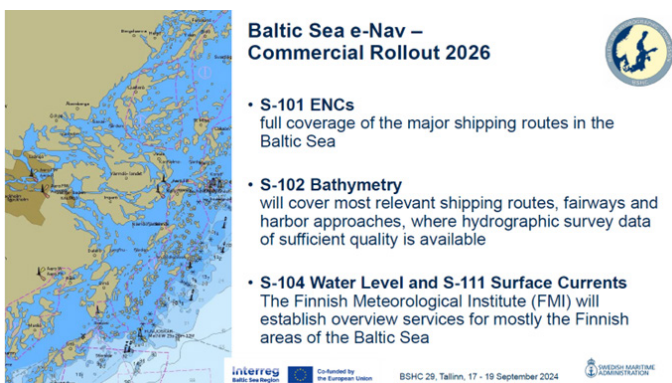 Baltic Sea e-Nav –
Commercial Rollout 2026
• S-101 ENCs
full coverage of the major shipping routes in the
Baltic Sea
• S-102 Bathymetry
will cover most relevant shipping routes, fairways and
harbor approaches, where hydrographic survey data
of sufficient quality is available
• S-104 Water Level and S-111 Surface Currents
The Finnish Meteorological Institute (FMI) will
establish overview services for mostly the Finnish
areas of the Baltic Sea
Interreg
Baltic Sea Region
Co-funded by
the European Union
BSHC 29, Tallinn, 17 - 19 September 2024
SWEDISH MARITIME
ADMINISTRATION